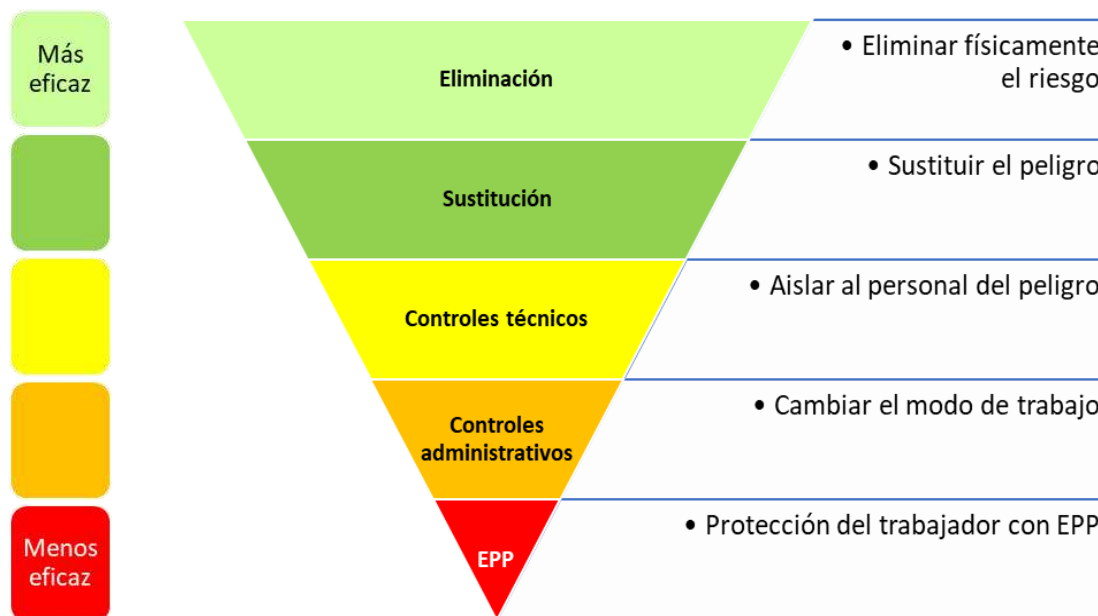 Más
eficaz
Eliminación
• Eliminar físicamente
el riesgo
Sustitución
• Sustituir el peligro
Controles técnicos
• Aislar al personal del peligro
Controles
administrativos
• Cambiar el modo de trabajo
Menos
eficaz
EPP
• Protección del trabajador con EPP